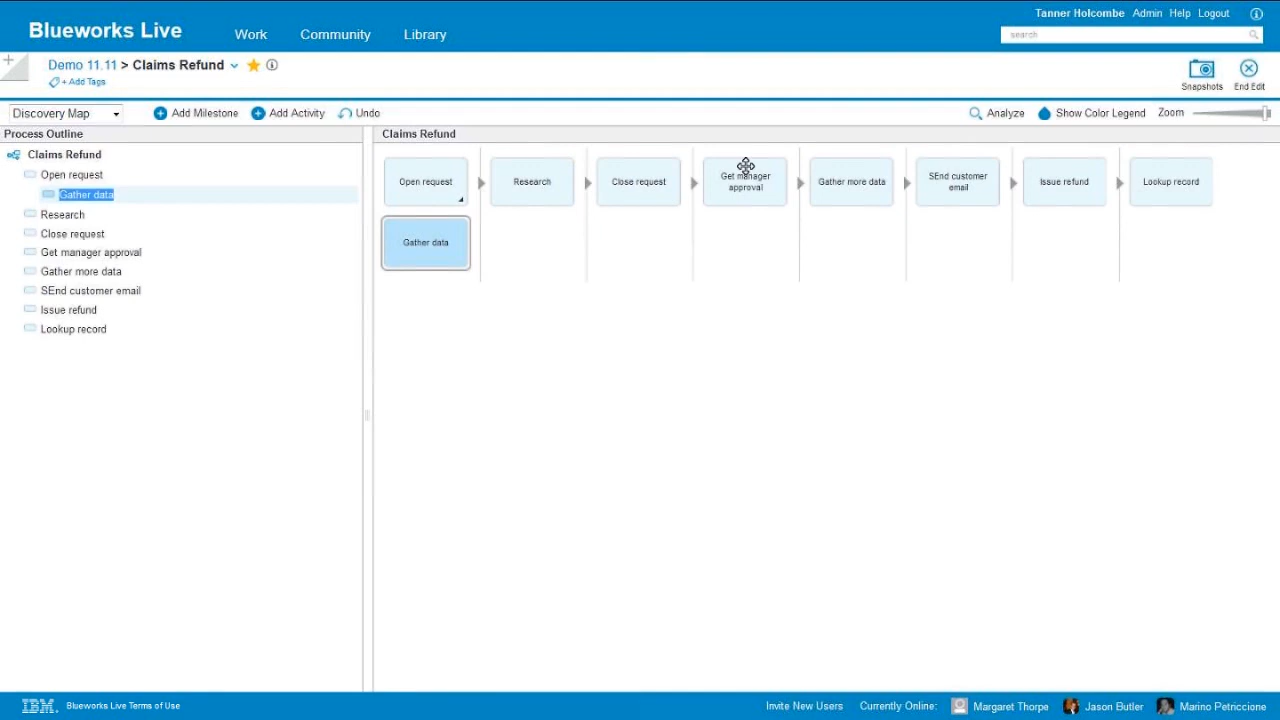 Tanner Holcombe Admin Help Logout
Blueworks Live
Work Community Library
search
Demo 11.11 > Claims Refund
+ Add Tags
Snapshots
End Edit
Discovery Map
Add Milestone
Add Activity
Undo
Analyze
Show Color Legend
Zoom
Process Outline
Claims Refund
Open request
Gather data
Research
Close request
Get manager approval
Gather more data
SEnd customer email
Issue refund
Lookup record
Claims Refund
Open request
Research
Close request
Get manager
approval
Gather more data
SEnd customer
email
Issue refund
Lookup record
Gather data
IBM. Blueworks Live Terms of Use
Invite New Users Currently Online: Margaret Thorpe Jason Butler Marino Petriccione